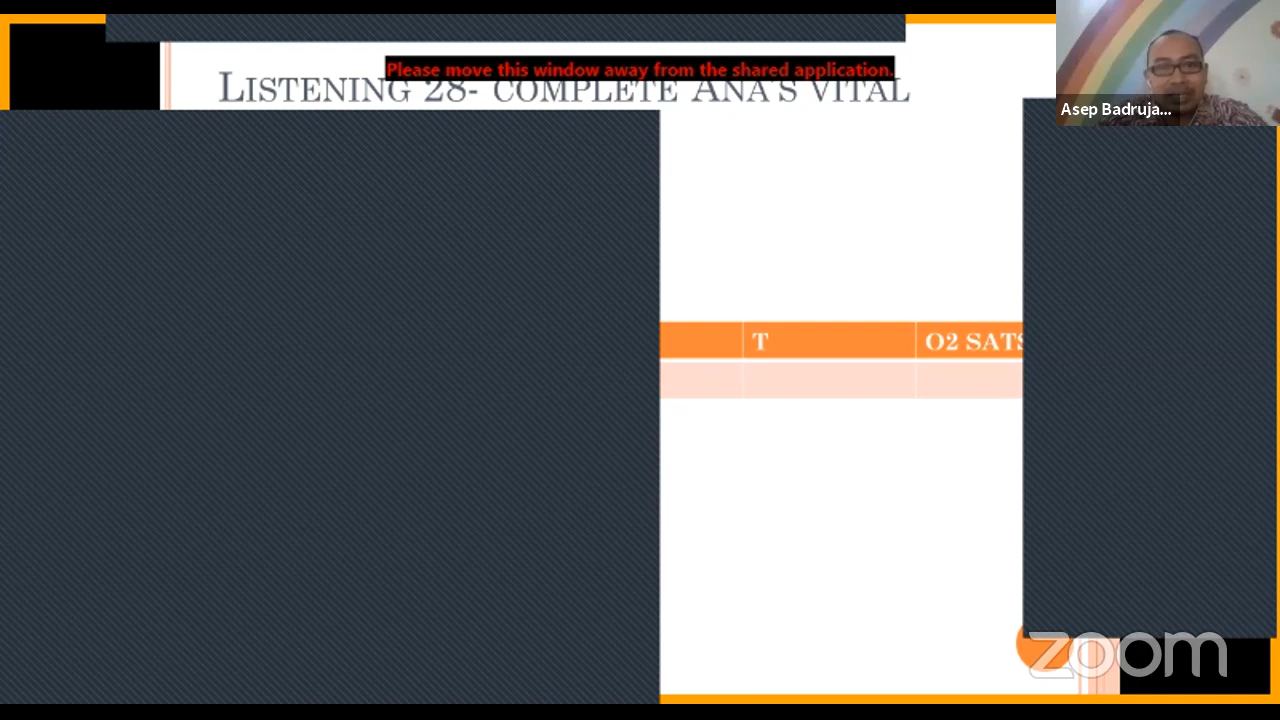 Please move this window away from the shared application.
LISTENING 28- COMPLETE ANA'S VITAL
Asep Badruja...
T O2 SATS
zoom